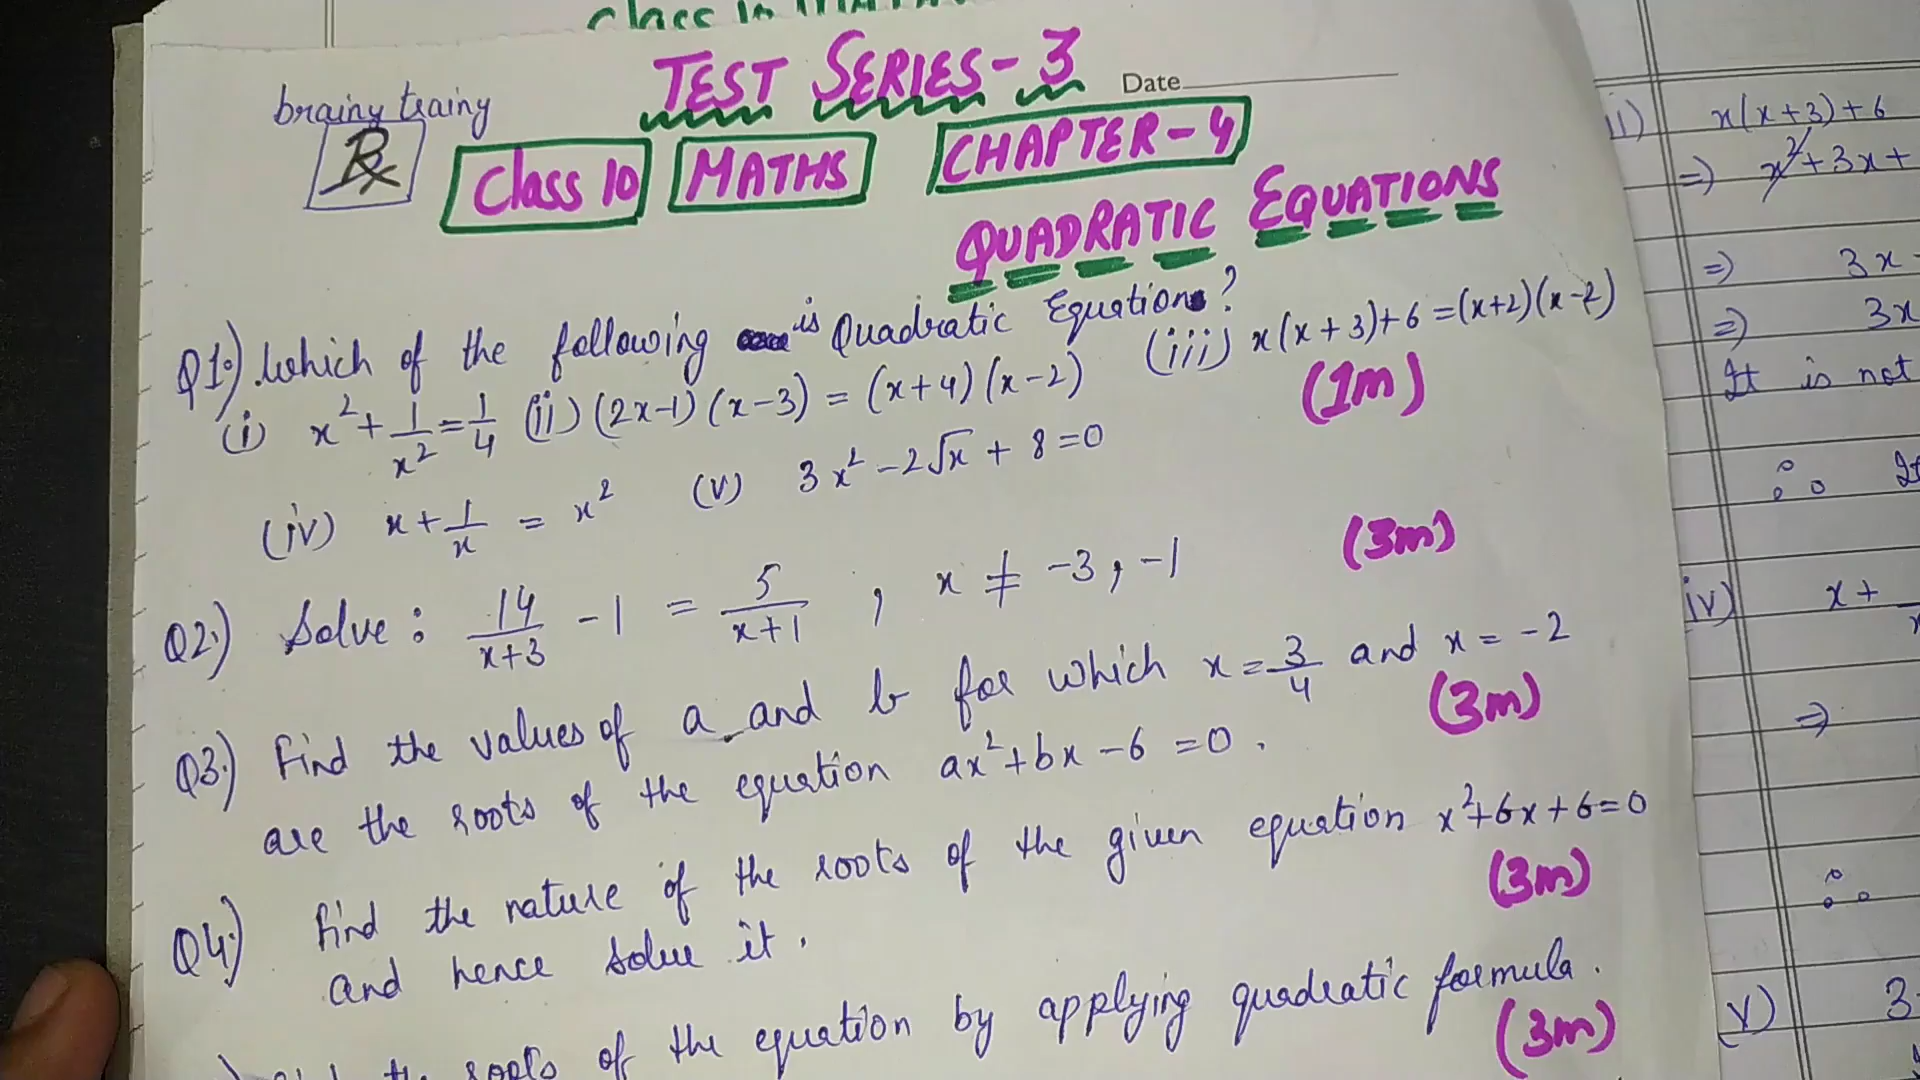 brainy trainy
Rx
TEST SERIES-3
Date
Class 10 MATHS CHAPTER-4
QUADRATIC EQUATIONS
Q1.) Which of the following is Quadratic Equation?
(i) x²+1/x²=1/4 (ii) (2x-1)(x-3) = (x+4)(x-2) (iii) x(x+3)+6=(x+2)(x-2)
(1m)
(iv) x+1/x = x² (v) 3x²-2√x + 8=0
Q2.) Solve: 14/x+3 -1 = 5/x+1 , x ≠ -3, -1
(3m)
Q3.) Find the values of a and b for which x=3/4 and x = -2
are the roots of the equation ax²+bx-6=0.
(3m)
Q4.) Find the nature of the roots of the given equation x²+6x+6=0
and hence solve it.
(3m)
the roots of the equation by applying quadratic formula.
(3m)
ii) x(x+3)+6
=) x²+3x+
=) 3x
=) 3x
It is not
∴
iv) x+
=)
∴
v) 3